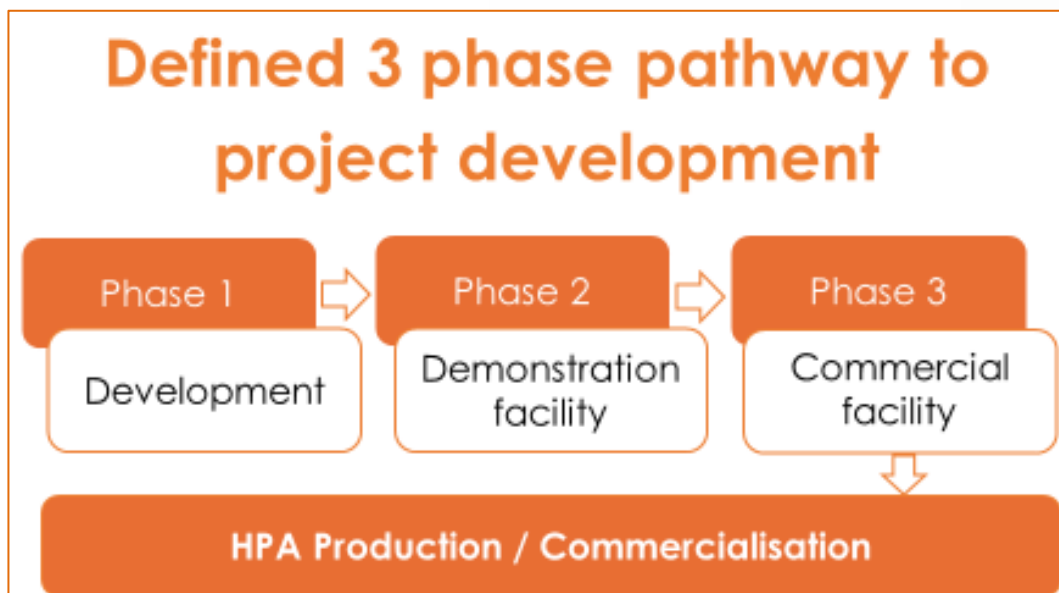 Defined 3 phase pathway to
project development
Phase 1
Phase 2
Phase 3
Development
Demonstration
facility
Commercial
facility
HPA Production / Commercialisation